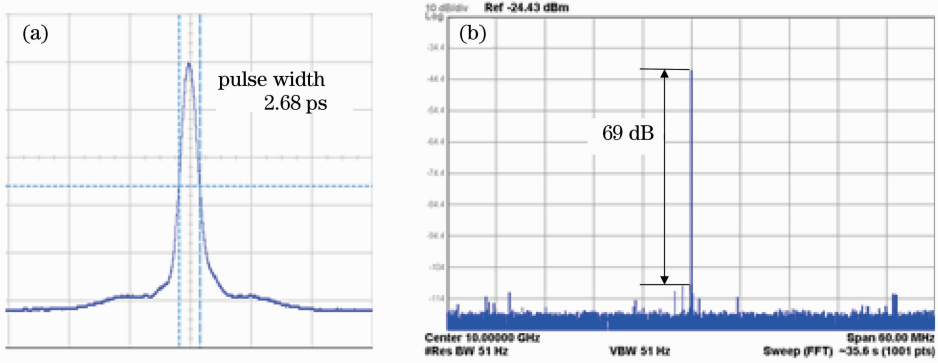 (a)
pulse width
2.68 ps
10 dB/div Ref -24.43 dBm
Log
(b)
-34.4
-44.4
-54.4
69 dB
-64.4
-74.4
-84.4
-94.4
-104
-114
Center 10.00000 GHz Span 60.00 MHz
#Res BW 51 Hz VBW 51 Hz Sweep (FFT) ~35.6 s (1001 pts)